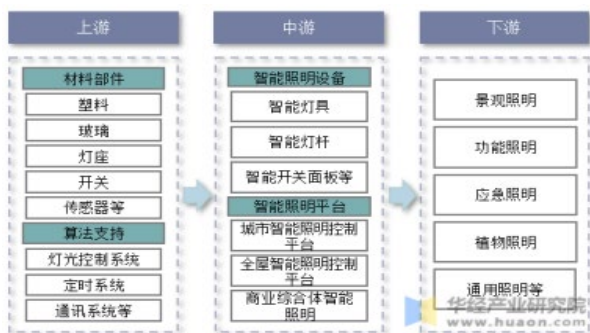 上游
材料部件
塑料
玻璃
灯座
开关
传感器等
算法支持
灯光控制系统
定时系统
通讯系统等
中游
智能照明设备
智能灯具
智能灯杆
智能开关面板等
智能照明平台
城市智能照明控制
平台
全屋智能照明控制
平台
商业综合体智能
照明
下游
景观照明
功能照明
应急照明
植物照明
通用照明等
华经产业研究院
www.huaon.com